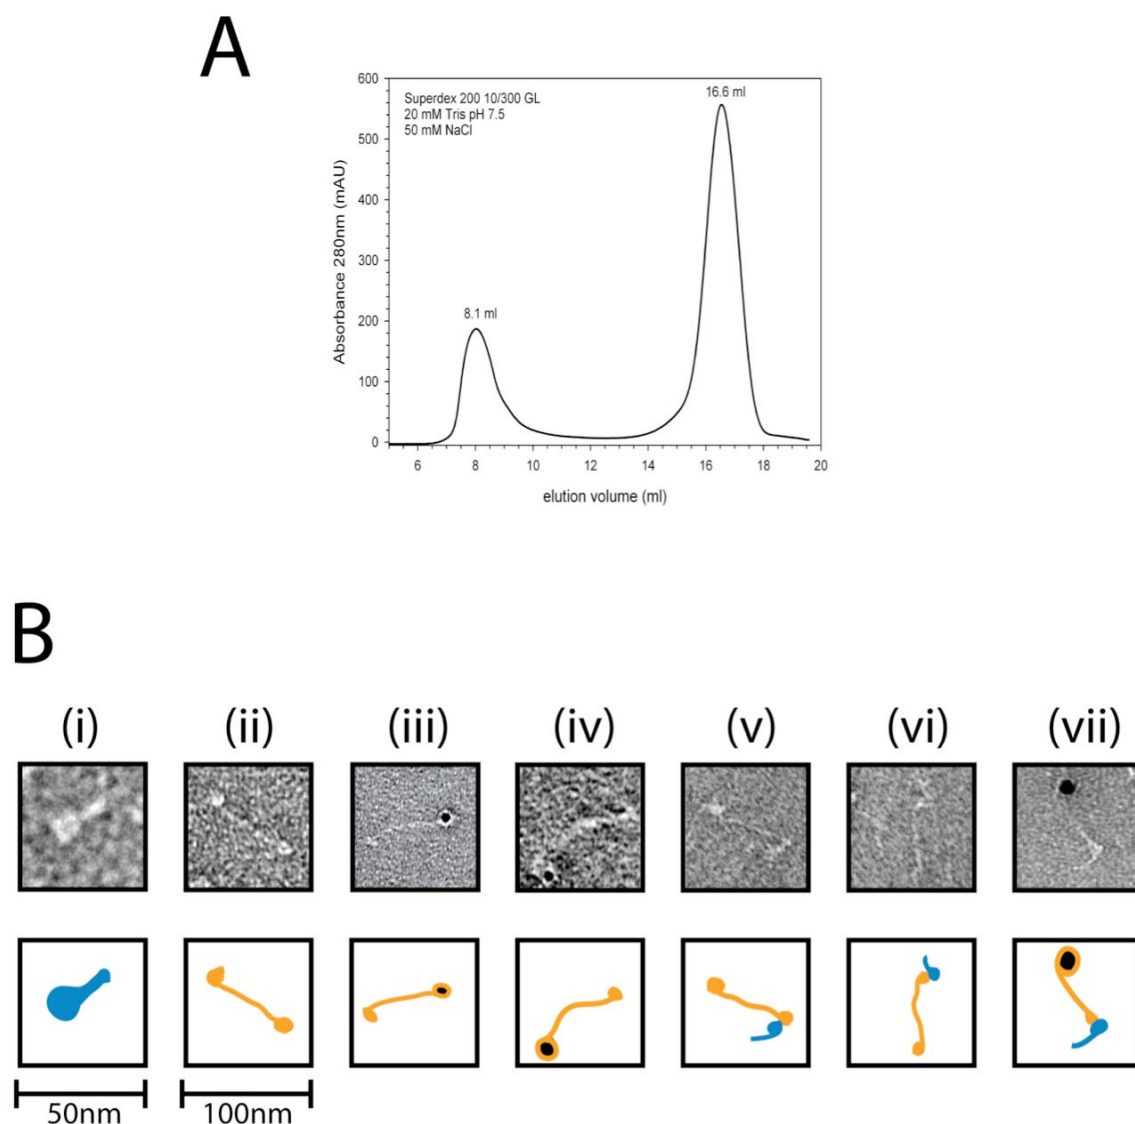 A
600
500
400
300
200
100
0
Absorbance 280nm (mAU)
Superdex 200 10/300 GL
20 mM Tris pH 7.5
50 mM NaCl
8.1 ml
16.6 ml
6 8 10 12 14 16 18 20
elution volume (ml)
B
(i) (ii) (iii) (iv) (v) (vi) (vii)
50nm 100nm